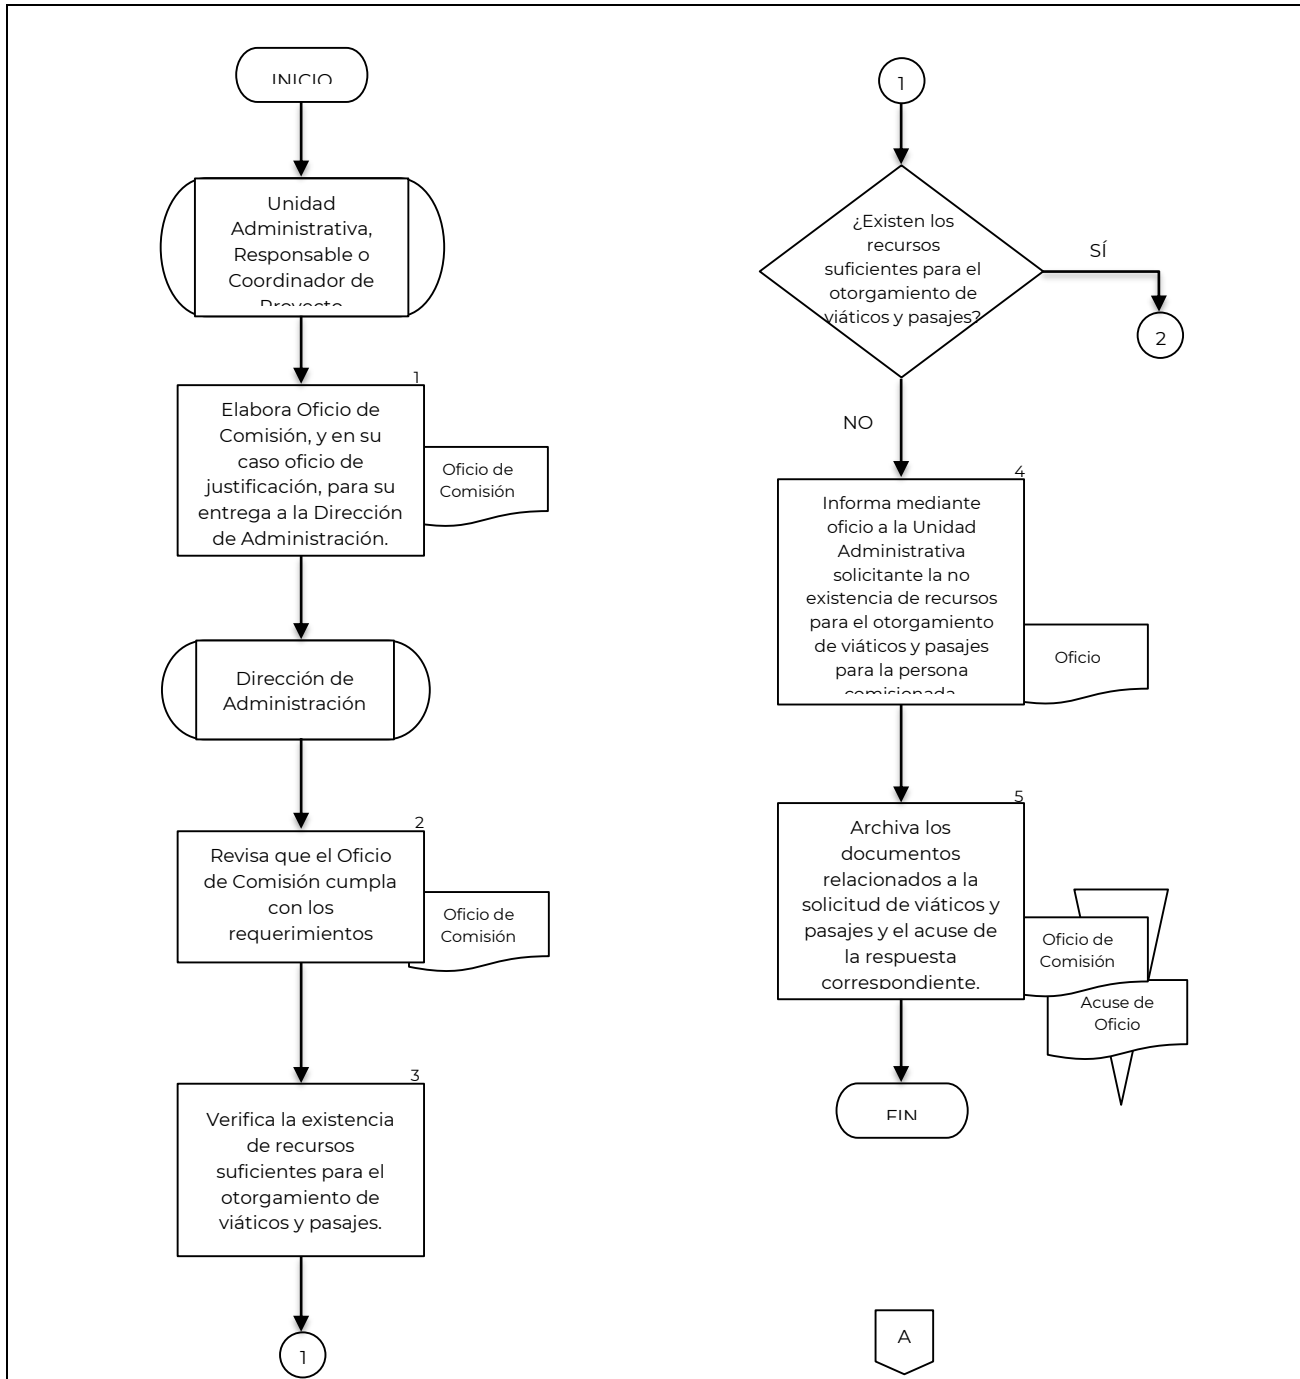 INICIO
Unidad
Administrativa,
Responsable o
Coordinador de
Proyecto
1
Elabora Oficio de
Comisión, y en su
caso oficio de
justificación, para su
entrega a la Dirección
de Administración.
Oficio de
Comisión
Dirección de
Administración
2
Revisa que el Oficio
de Comisión cumpla
con los
requerimientos
Oficio de
Comisión
3
Verifica la existencia
de recursos
suficientes para el
otorgamiento de
viáticos y pasajes.
1
1
¿Existen los
recursos
suficientes para el
otorgamiento de
viáticos y pasajes?
SÍ
2
NO
4
Informa mediante
oficio a la Unidad
Administrativa
solicitante la no
existencia de recursos
para el otorgamiento
de viáticos y pasajes
para la persona
comisionada.
Oficio
5
Archiva los
documentos
relacionados a la
solicitud de viáticos y
pasajes y el acuse de
la respuesta
correspondiente.
Oficio de
Comisión
Acuse de
Oficio
FIN
A